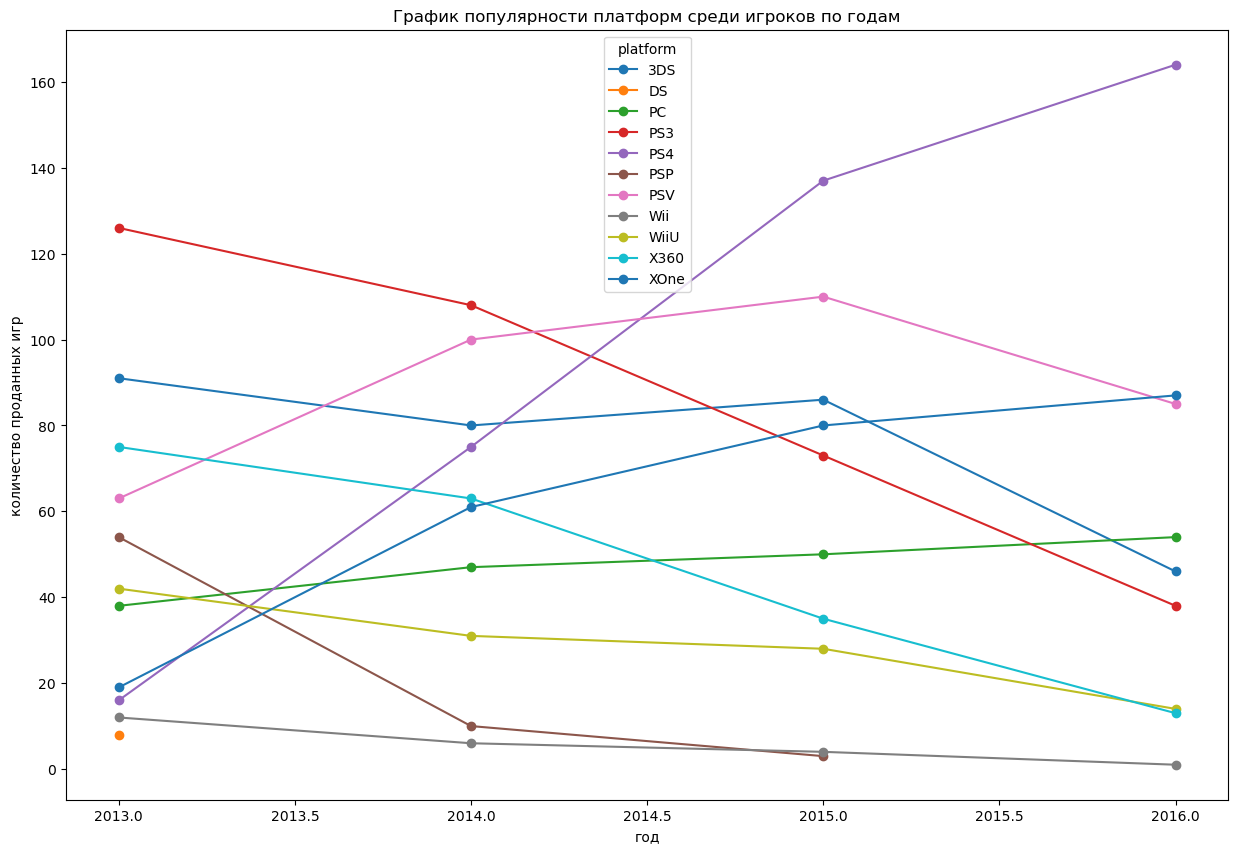 График популярности платформ среди игроков по годам
platform
3DS
DS
PC
PS3
PS4
PSP
PSV
Wii
WiiU
X360
XOne
160
140
120
100
80
60
40
20
0
количество проданных игр
2013.0 2013.5 2014.0 2014.5 2015.0 2015.5 2016.0
год